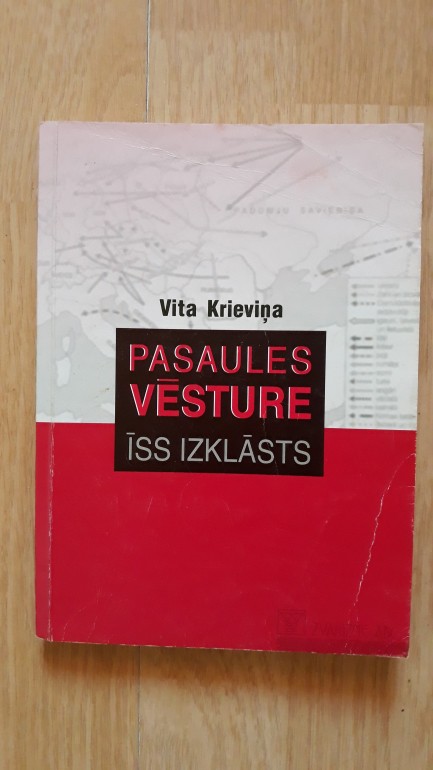 PADOMJU SAVIENĪBA
Vita Krieviņa
PASAULES
VĒSTURE
ĪSS IZKLĀSTS